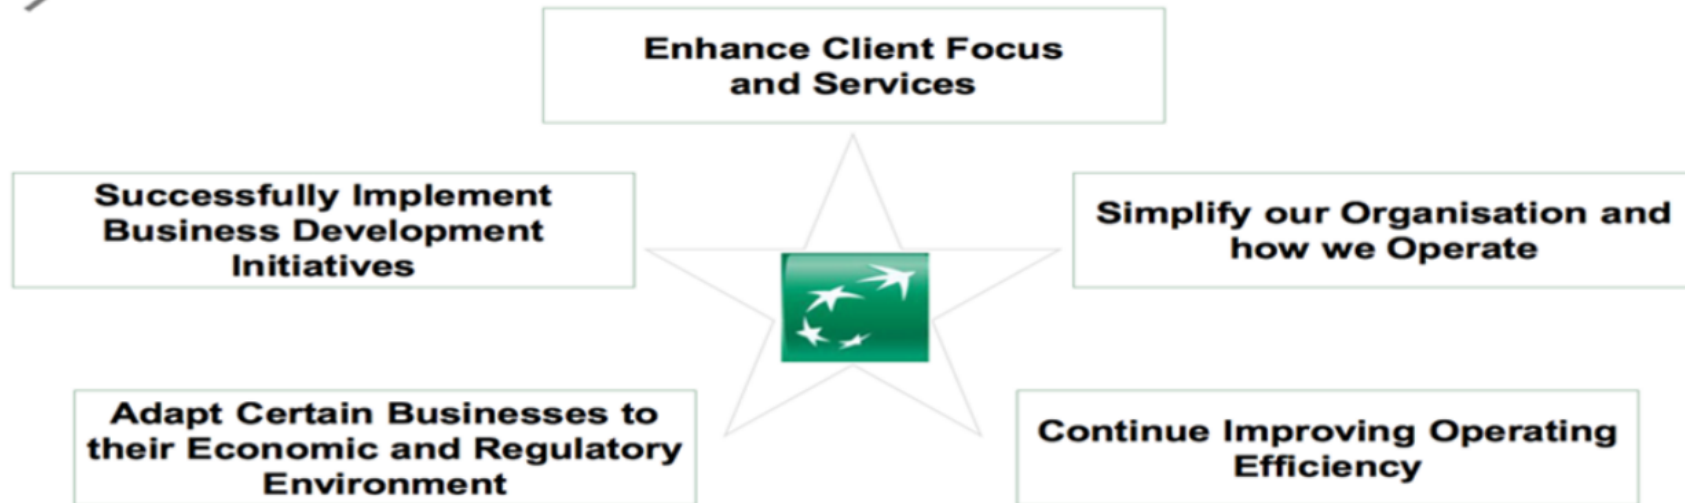 Enhance Client Focus
and Services
Successfully Implement
Business Development
Initiatives
Simplify our Organisation and
how we Operate
Adapt Certain Businesses to
their Economic and Regulatory
Environment
Continue Improving Operating
Efficiency